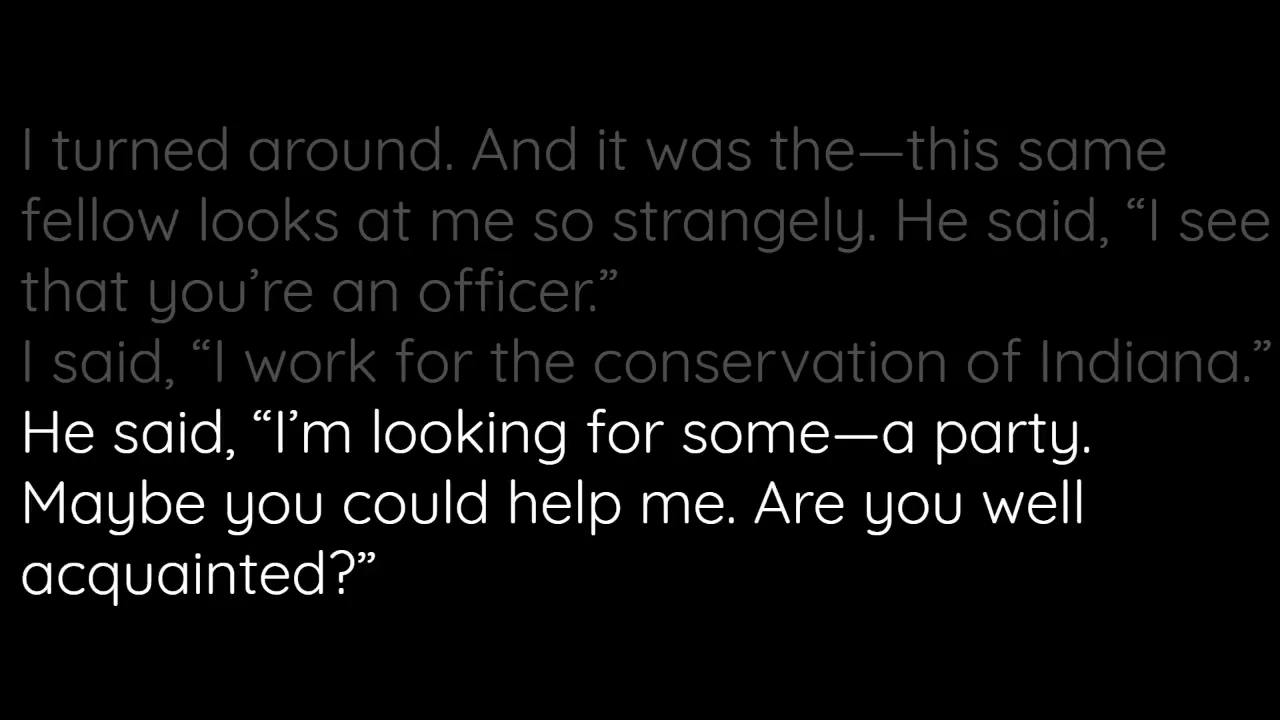 I turned around. And it was the—this same
fellow looks at me so strangely. He said, “I see
that you’re an officer.”
I said, “I work for the conservation of Indiana.”
He said, “I’m looking for some—a party.
Maybe you could help me. Are you well
acquainted?”